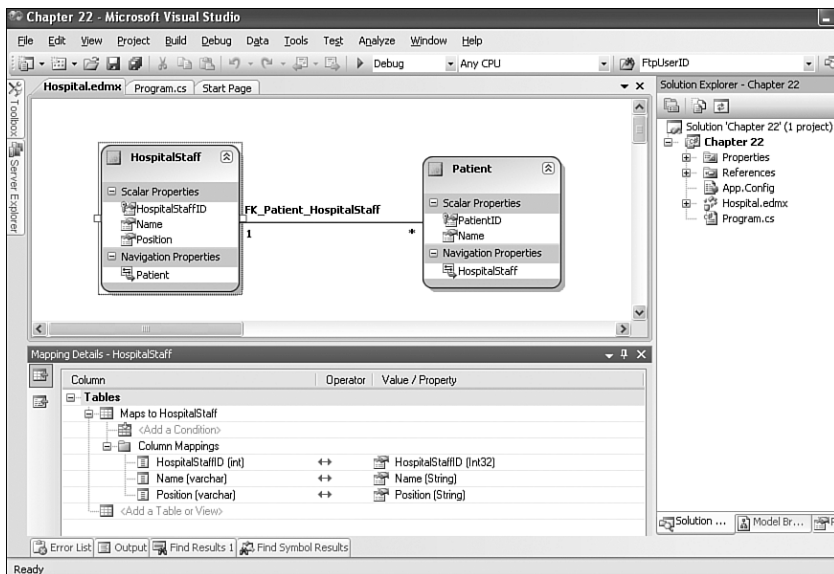 Chapter 22 - Microsoft Visual Studio
File Edit View Project Build Debug Data Tools Test Analyze Window Help
Debug Any CPU FtpUserID
Toolbox
Server Explorer
Hospital.edmx Program.cs Start Page
HospitalStaff
Scalar Properties
HospitalStaffID
Name
Position
Navigation Properties
Patient
FK_Patient_HospitalStaff
1 *
Patient
Scalar Properties
PatientID
Name
Navigation Properties
HospitalStaff
Solution Explorer - Chapter 22
Solution 'Chapter 22' (1 project)
Chapter 22
Properties
References
App.Config
Hospital.edmx
Program.cs
Solution ... Model Br...
Mapping Details - HospitalStaff
Column Operator Value / Property
Tables
Maps to HospitalStaff
<Add a Condition>
Column Mappings
HospitalStaffID (int) ↔ HospitalStaffID (Int32)
Name (varchar) ↔ Name (String)
Position (varchar) ↔ Position (String)
<Add a Table or View>
Error List Output Find Results 1 Find Symbol Results
Ready